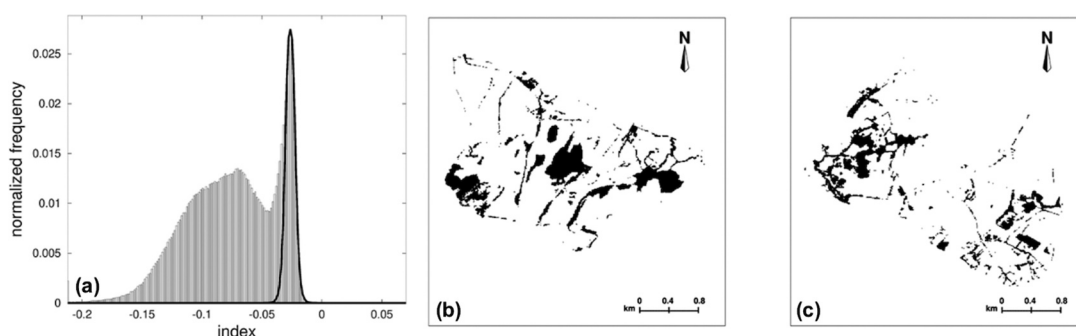 normalized frequency
0.025
0.02
0.015
0.01
0.005
0
-0.2 -0.15 -0.1 -0.05 0 0.05
index
(a)
N
(b)
km 0 0.4 0.8
N
(c)
km 0 0.4 0.8